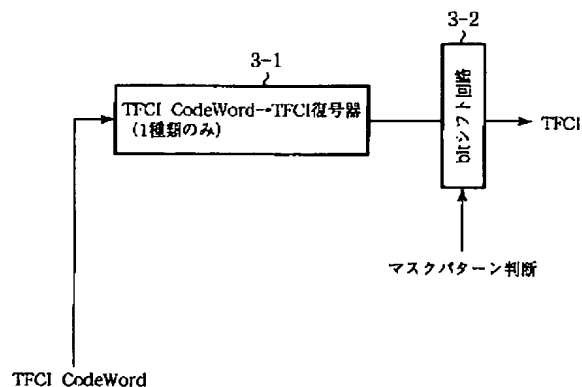 3-1
3-2
TFCI CodeWord→TFCI復号器
(1種類のみ)
bitシフト回路
TFCI
マスクパターン判断
TFCI CodeWord